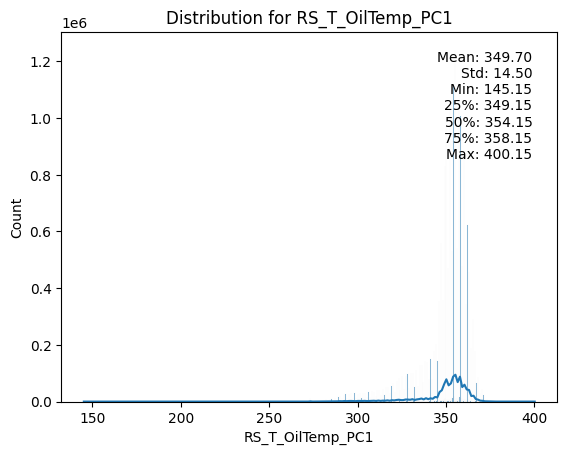 Distribution for RS_T_OilTemp_PC1
1e6
Mean: 349.70
Std: 14.50
Min: 145.15
25%: 349.15
50%: 354.15
75%: 358.15
Max: 400.15
1.2
1.0
0.8
0.6
0.4
0.2
0.0
Count
150 200 250 300 350 400
RS_T_OilTemp_PC1